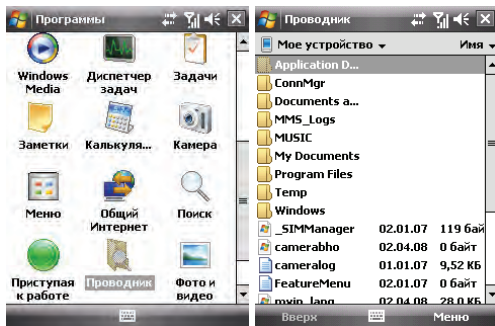 Программы
Windows Media
Диспетчер задач
Задачи
Заметки
Калькуля...
Камера
Меню
Общий Интернет
Поиск
Приступая к работе
Проводник
Фото и видео
Проводник
Мое устройство
Имя
Application D...
ConnMgr
Documents a...
MMS_Logs
MUSIC
My Documents
Program Files
Temp
Windows
_SIMManager 02.01.07 119 бай
camerabho 02.04.08 0 байт
cameralog 01.01.07 9,52 КБ
FeatureMenu 02.01.07 0 байт
mvip_lang 02.04.08 28,0 КБ
Вверх Меню